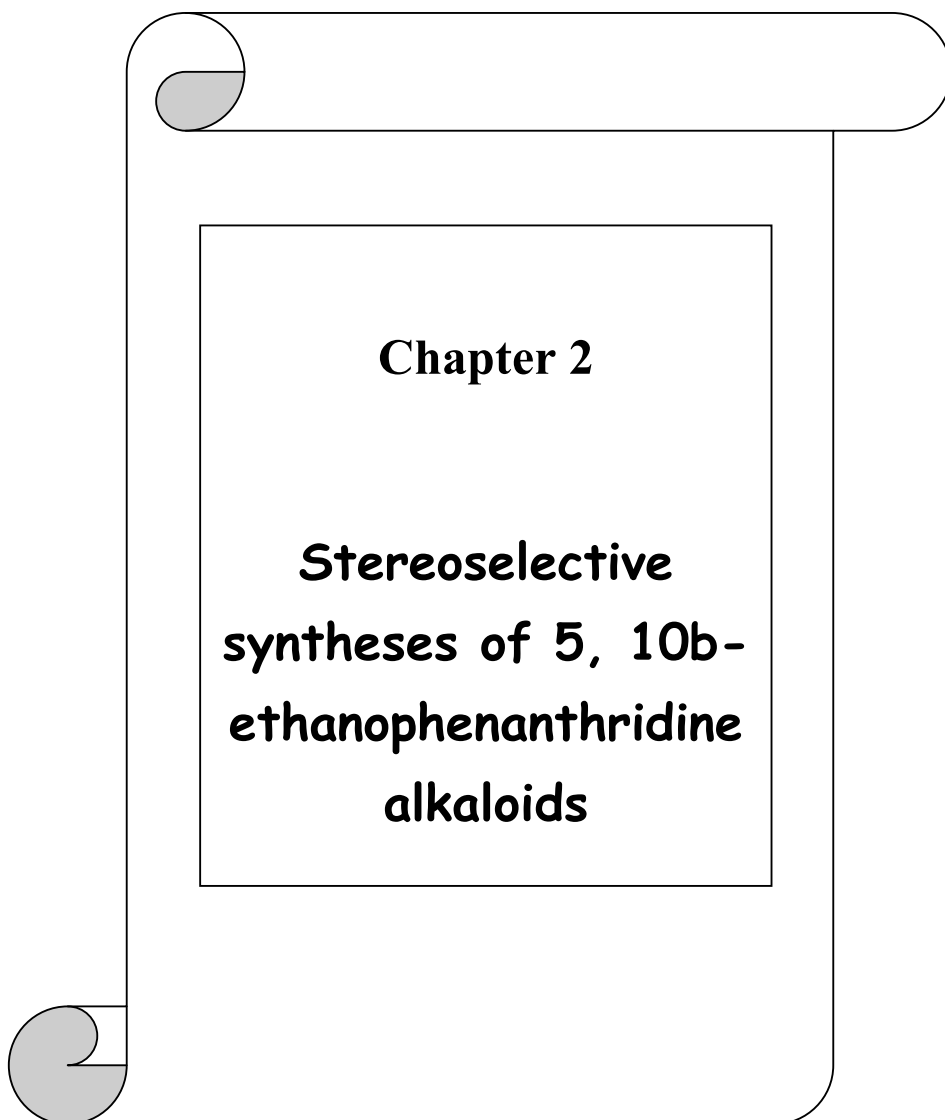 Chapter 2
Stereoselective
syntheses of 5, 10b-
ethanophenanthridine
alkaloids